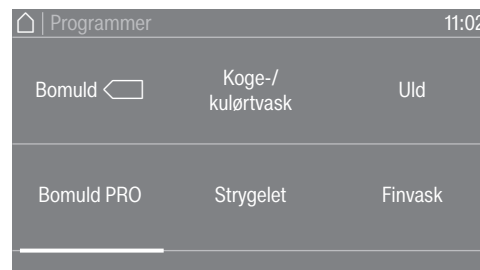 Programmer
11:02
Bomuld
Koge-/
kulørtvask
Uld
Bomuld PRO
Strygelet
Finvask